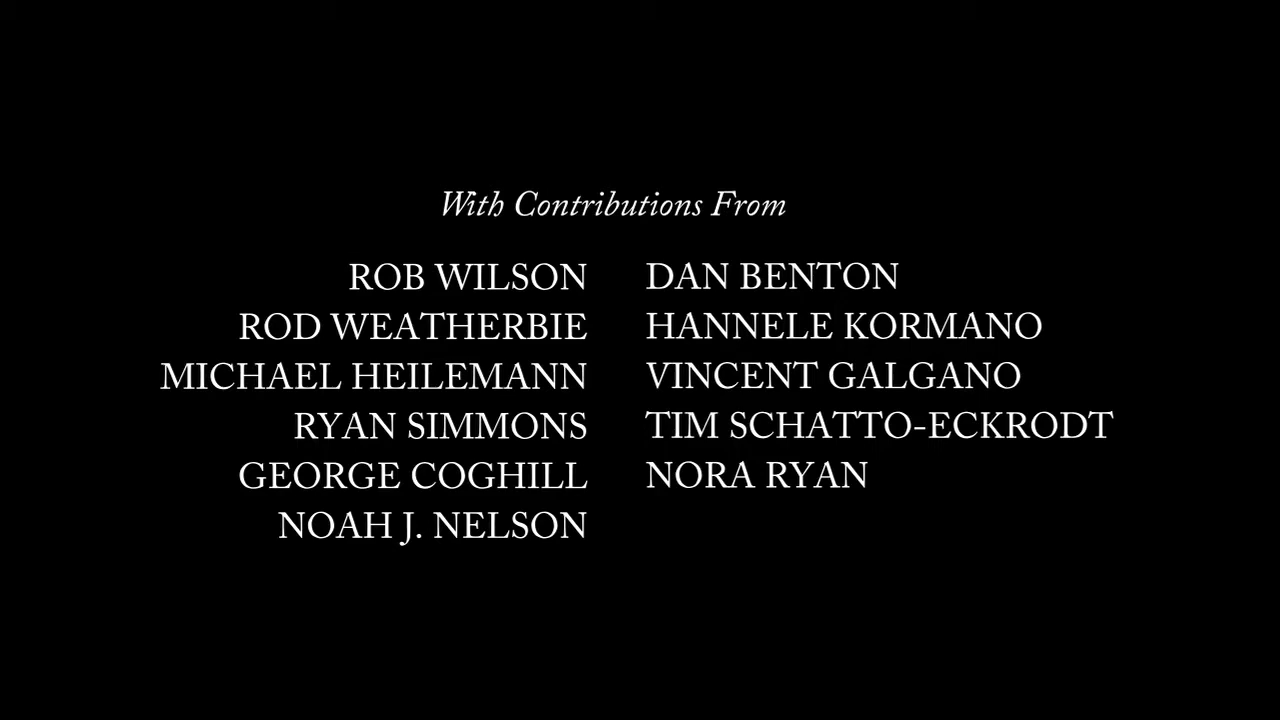 With Contributions From
ROB WILSON DAN BENTON
ROD WEATHERBIE HANNELE KORMANO
MICHAEL HEILEMANN VINCENT GALGANO
RYAN SIMMONS TIM SCHATTO-ECKRODT
GEORGE COGHILL NORA RYAN
NOAH J. NELSON